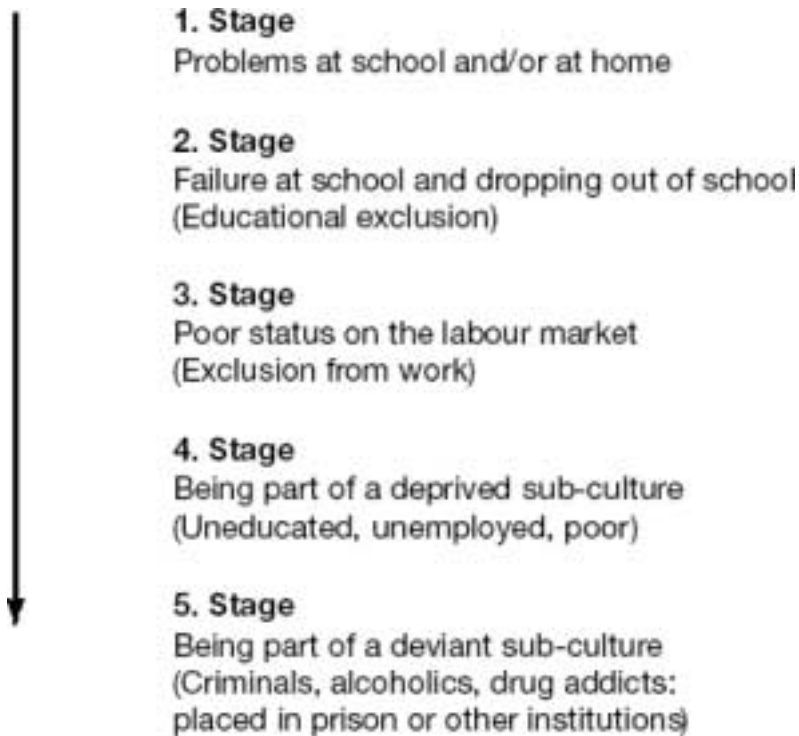 1. Stage
Problems at school and/or at home
2. Stage
Failure at school and dropping out of school
(Educational exclusion)
3. Stage
Poor status on the labour market
(Exclusion from work)
4. Stage
Being part of a deprived sub-culture
(Uneducated, unemployed, poor)
5. Stage
Being part of a deviant sub-culture
(Criminals, alcoholics, drug addicts:
placed in prison or other institutions)